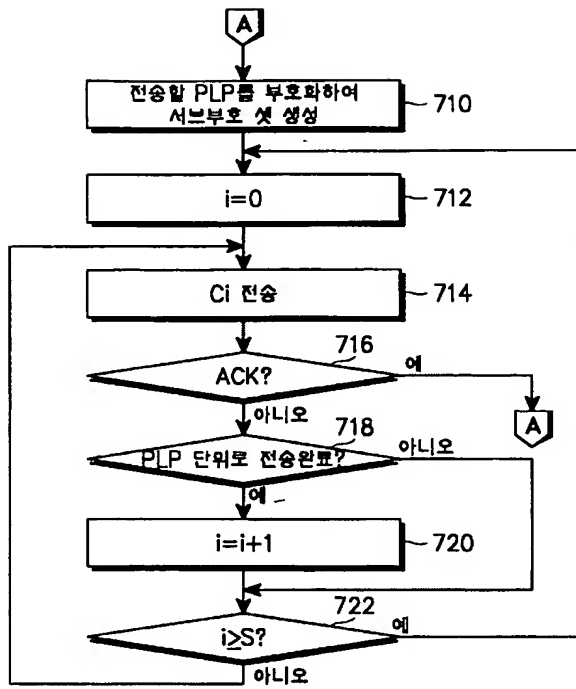 A
전송할 PLP를 부호화하여
서브부호 셋 생성
710
i=0
712
Ci 전송
714
716
ACK?
예
아니오
A
718
PLP 단위로 전송완료?
아니오
예
i=i+1
720
722
i≥S?
예
아니오